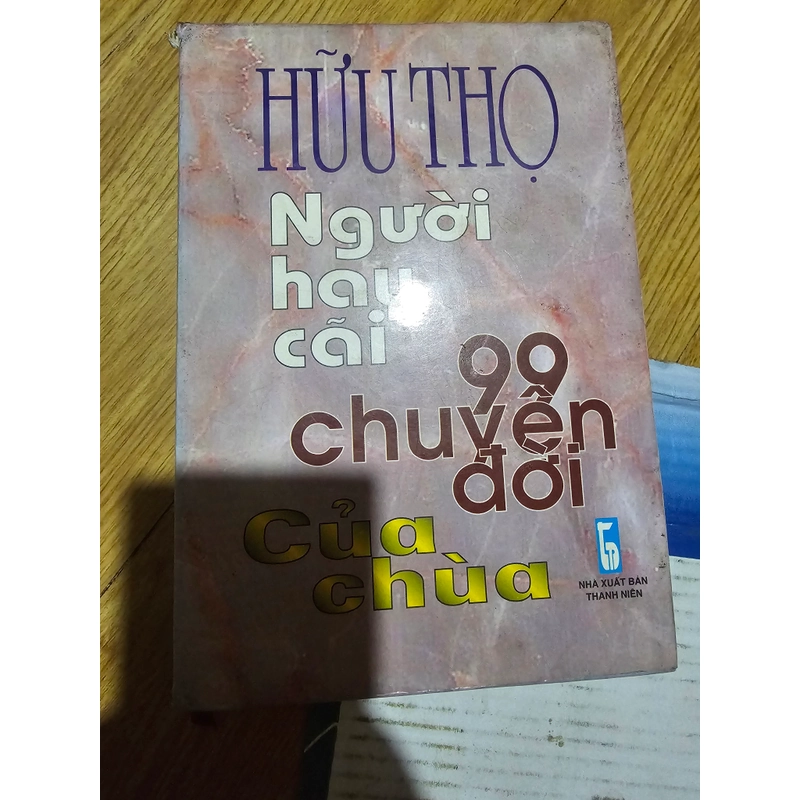 HỮU THỌ
Người
hay
cãi
99
chuyện
đời
Của
chùa
NHÀ XUẤT BẢN
THANH NIÊN